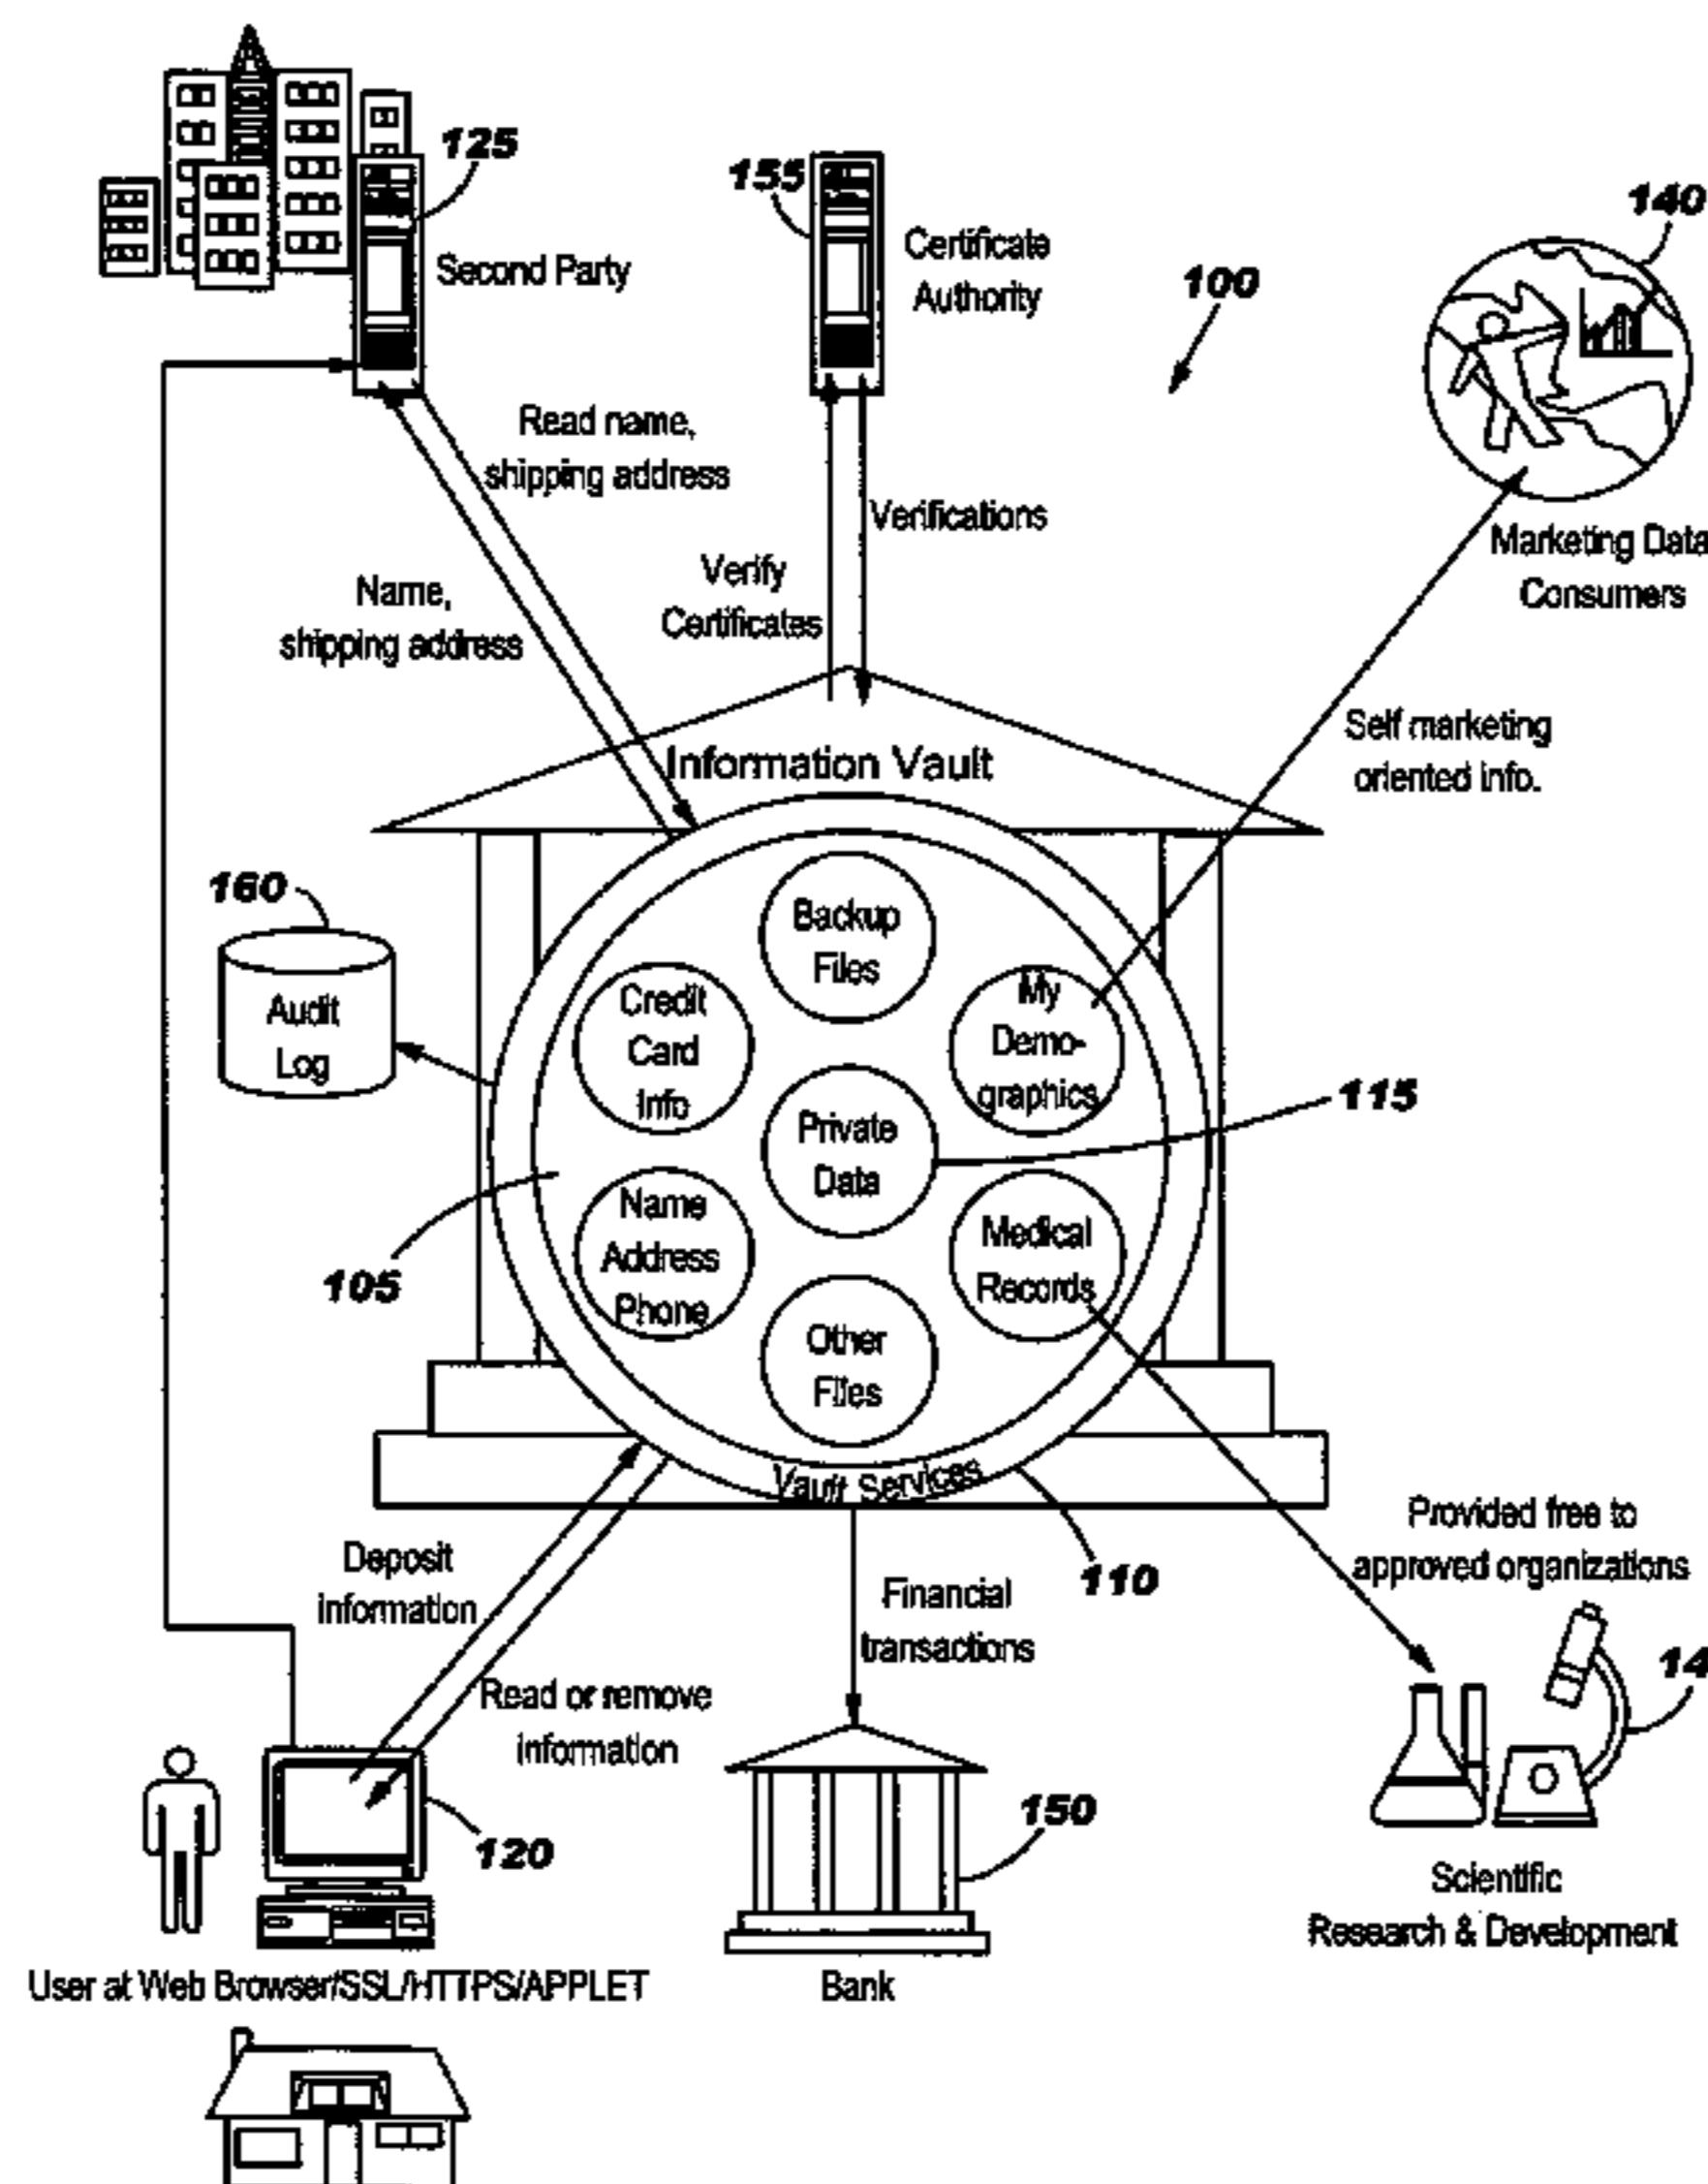 125
Second Party
155
Certificate
Authority
100
140
Read name,
shipping address
Verifications
Marketing Data
Consumers
Name,
shipping address
Verify
Certificates
Self marketing
oriented info.
Information Vault
160
Audit
Log
Backup
Files
Credit
Card
Info
My
Demo-
graphics
115
Private
Data
105
Name
Address
Phone
Medical
Records
Other
Files
Vault Services
110
Deposit
information
Financial
transactions
Provided free to
approved organizations
14
Read or remove
information
120
150
Scientific
Research & Development
User at Web Browser/SSL/HTTPS/APPLET
Bank